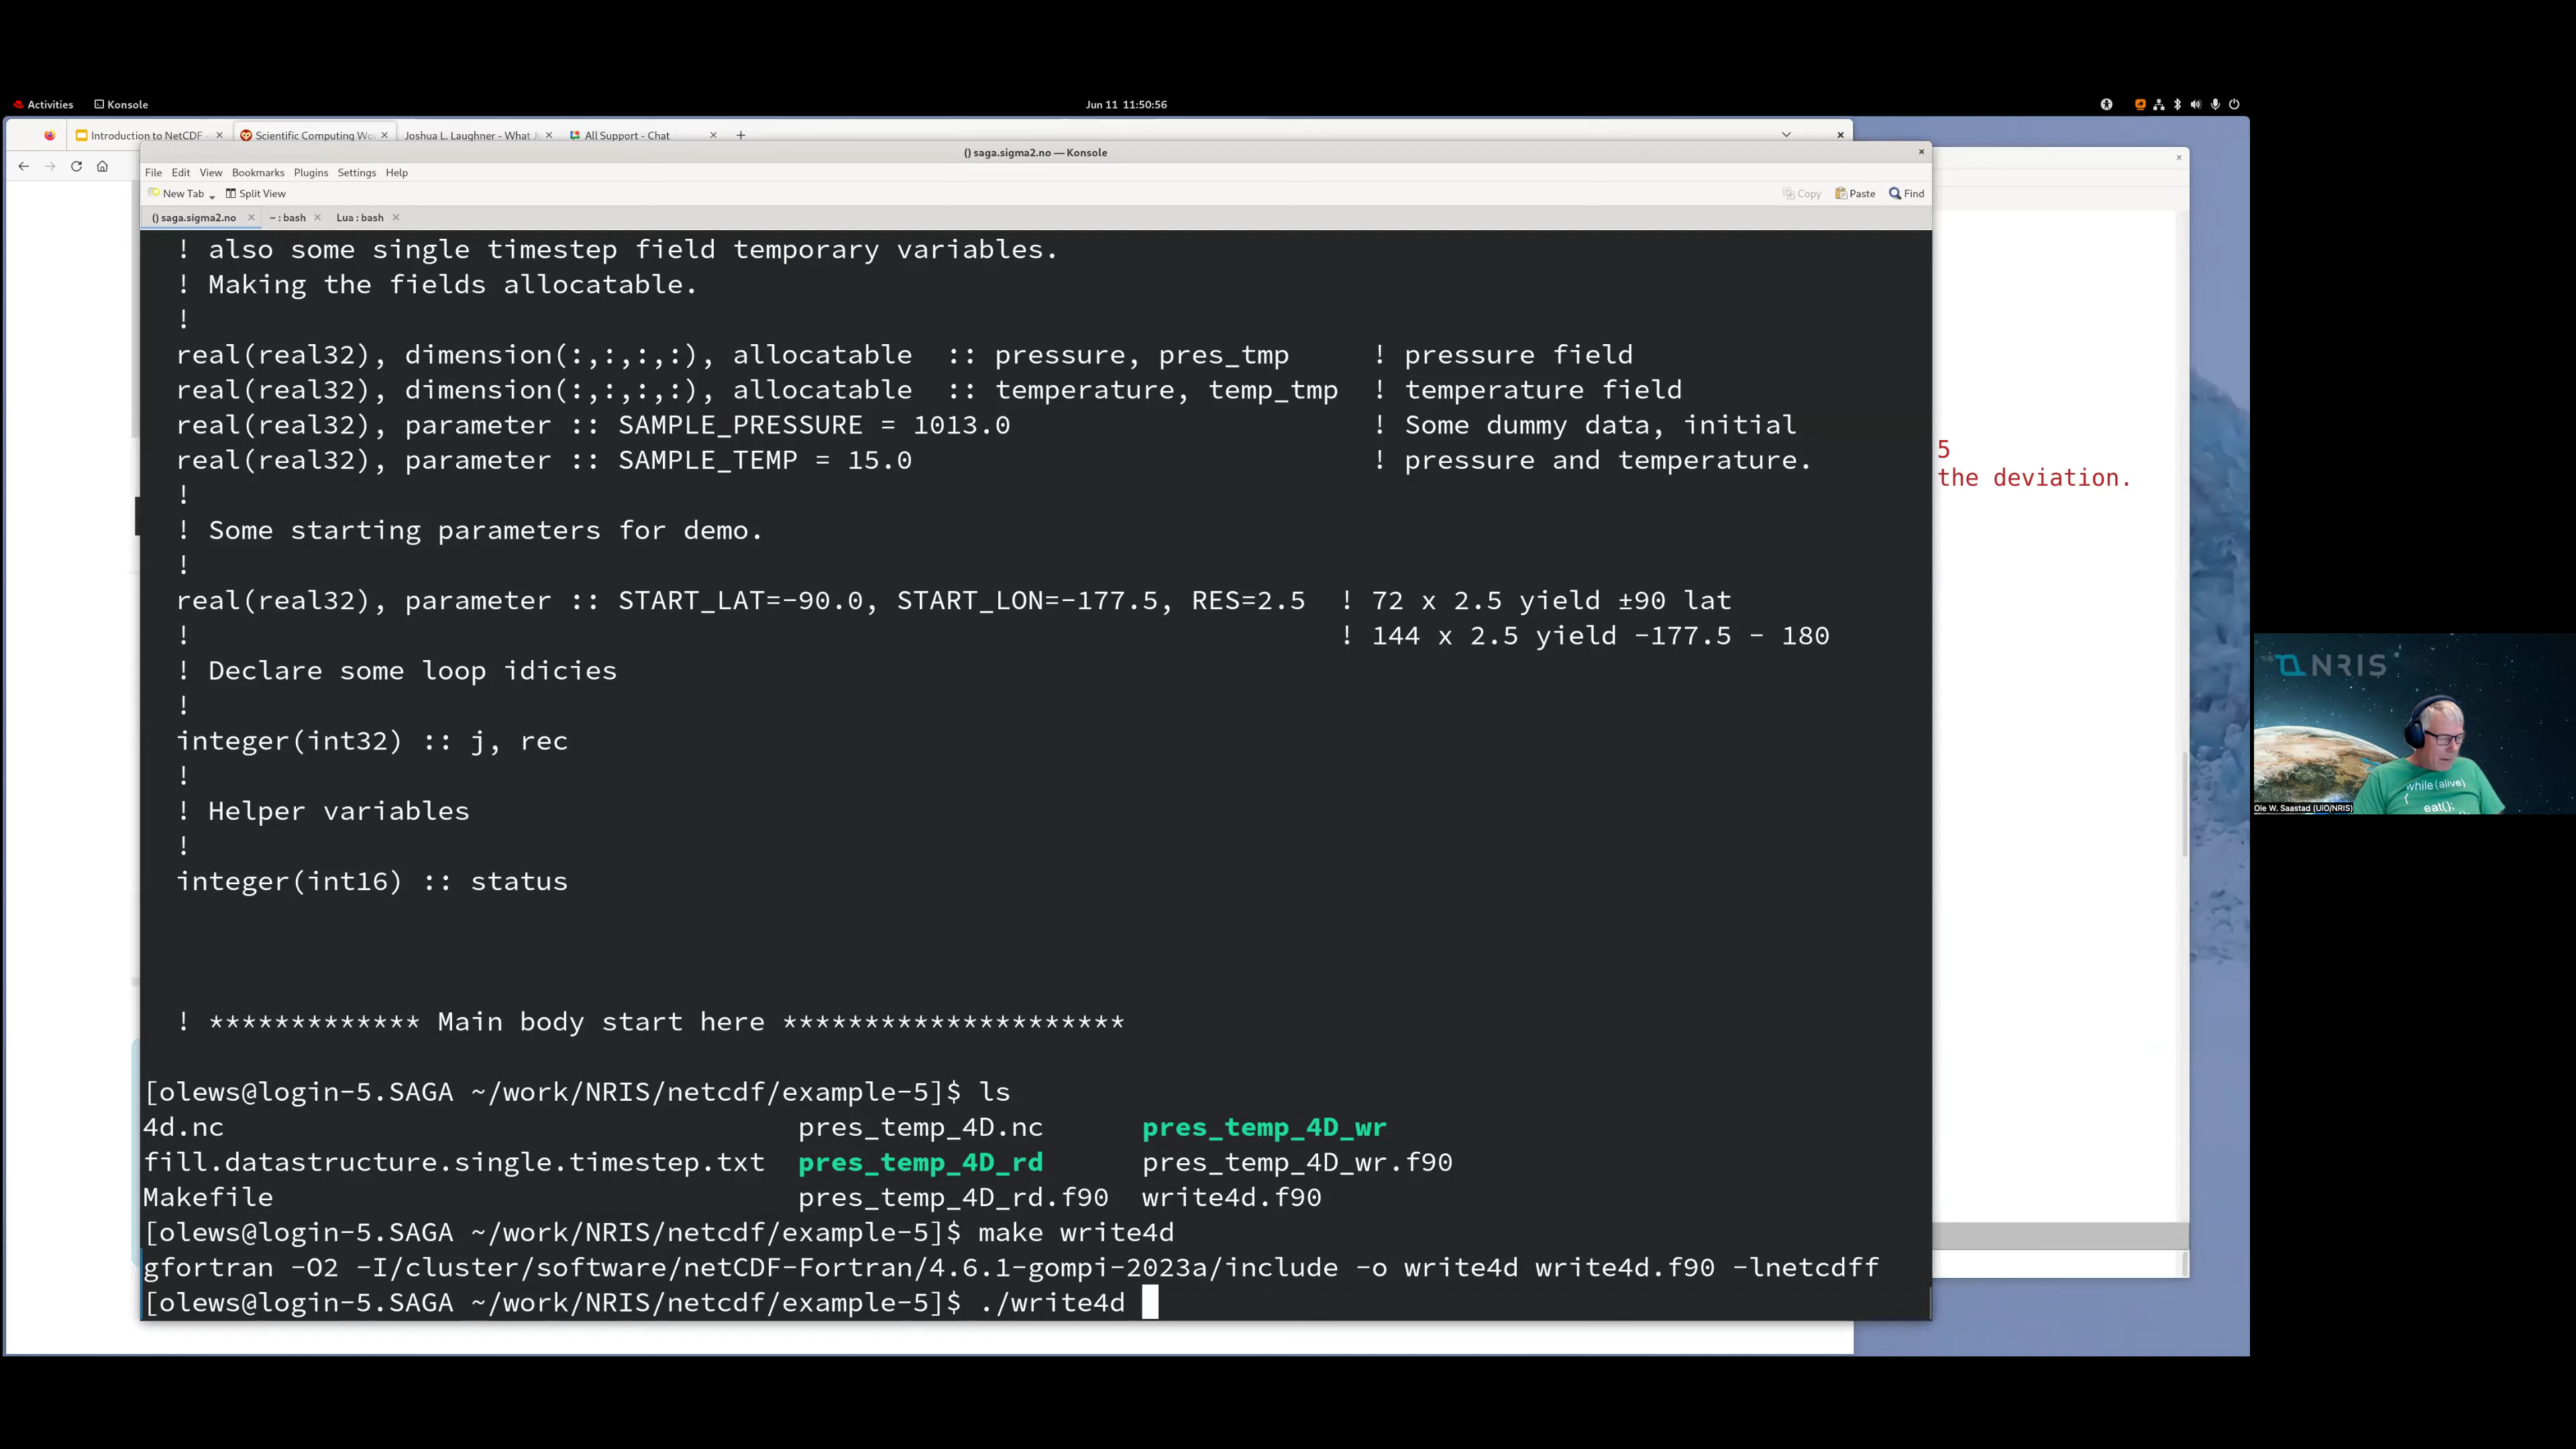 Activities Konsole Jun 11 11:50:56
Introduction to NetCDF - × Scientific Computing Wo × Joshua L. Laughner - What Ju × All Support - Chat × +
() saga.sigma2.no — Konsole
File Edit View Bookmarks Plugins Settings Help
New Tab Split View Copy Paste Find
() saga.sigma2.no × ~ : bash × Lua : bash ×
! also some single timestep field temporary variables.
! Making the fields allocatable.
!
real(real32), dimension(:,:,:,:), allocatable :: pressure, pres_tmp ! pressure field
real(real32), dimension(:,:,:,:), allocatable :: temperature, temp_tmp ! temperature field
real(real32), parameter :: SAMPLE_PRESSURE = 1013.0 ! Some dummy data, initial
real(real32), parameter :: SAMPLE_TEMP = 15.0 ! pressure and temperature.
!
! Some starting parameters for demo.
!
real(real32), parameter :: START_LAT=-90.0, START_LON=-177.5, RES=2.5 ! 72 x 2.5 yield ±90 lat
! ! 144 x 2.5 yield -177.5 - 180
! Declare some loop idicies
!
integer(int32) :: j, rec
!
! Helper variables
!
integer(int16) :: status
! ************* Main body start here *********************
[olews@login-5.SAGA ~/work/NRIS/netcdf/example-5]$ ls
4d.nc pres_temp_4D.nc pres_temp_4D_wr
fill.datastructure.single.timestep.txt pres_temp_4D_rd pres_temp_4D_wr.f90
Makefile pres_temp_4D_rd.f90 write4d.f90
[olews@login-5.SAGA ~/work/NRIS/netcdf/example-5]$ make write4d
gfortran -O2 -I/cluster/software/netCDF-Fortran/4.6.1-gompi-2023a/include -o write4d write4d.f90 -lnetcdff
[olews@login-5.SAGA ~/work/NRIS/netcdf/example-5]$ ./write4d
5
the deviation.
NRIS
while (alive)
{
eat();
Ole W. Saastad (UiO/NRIS)